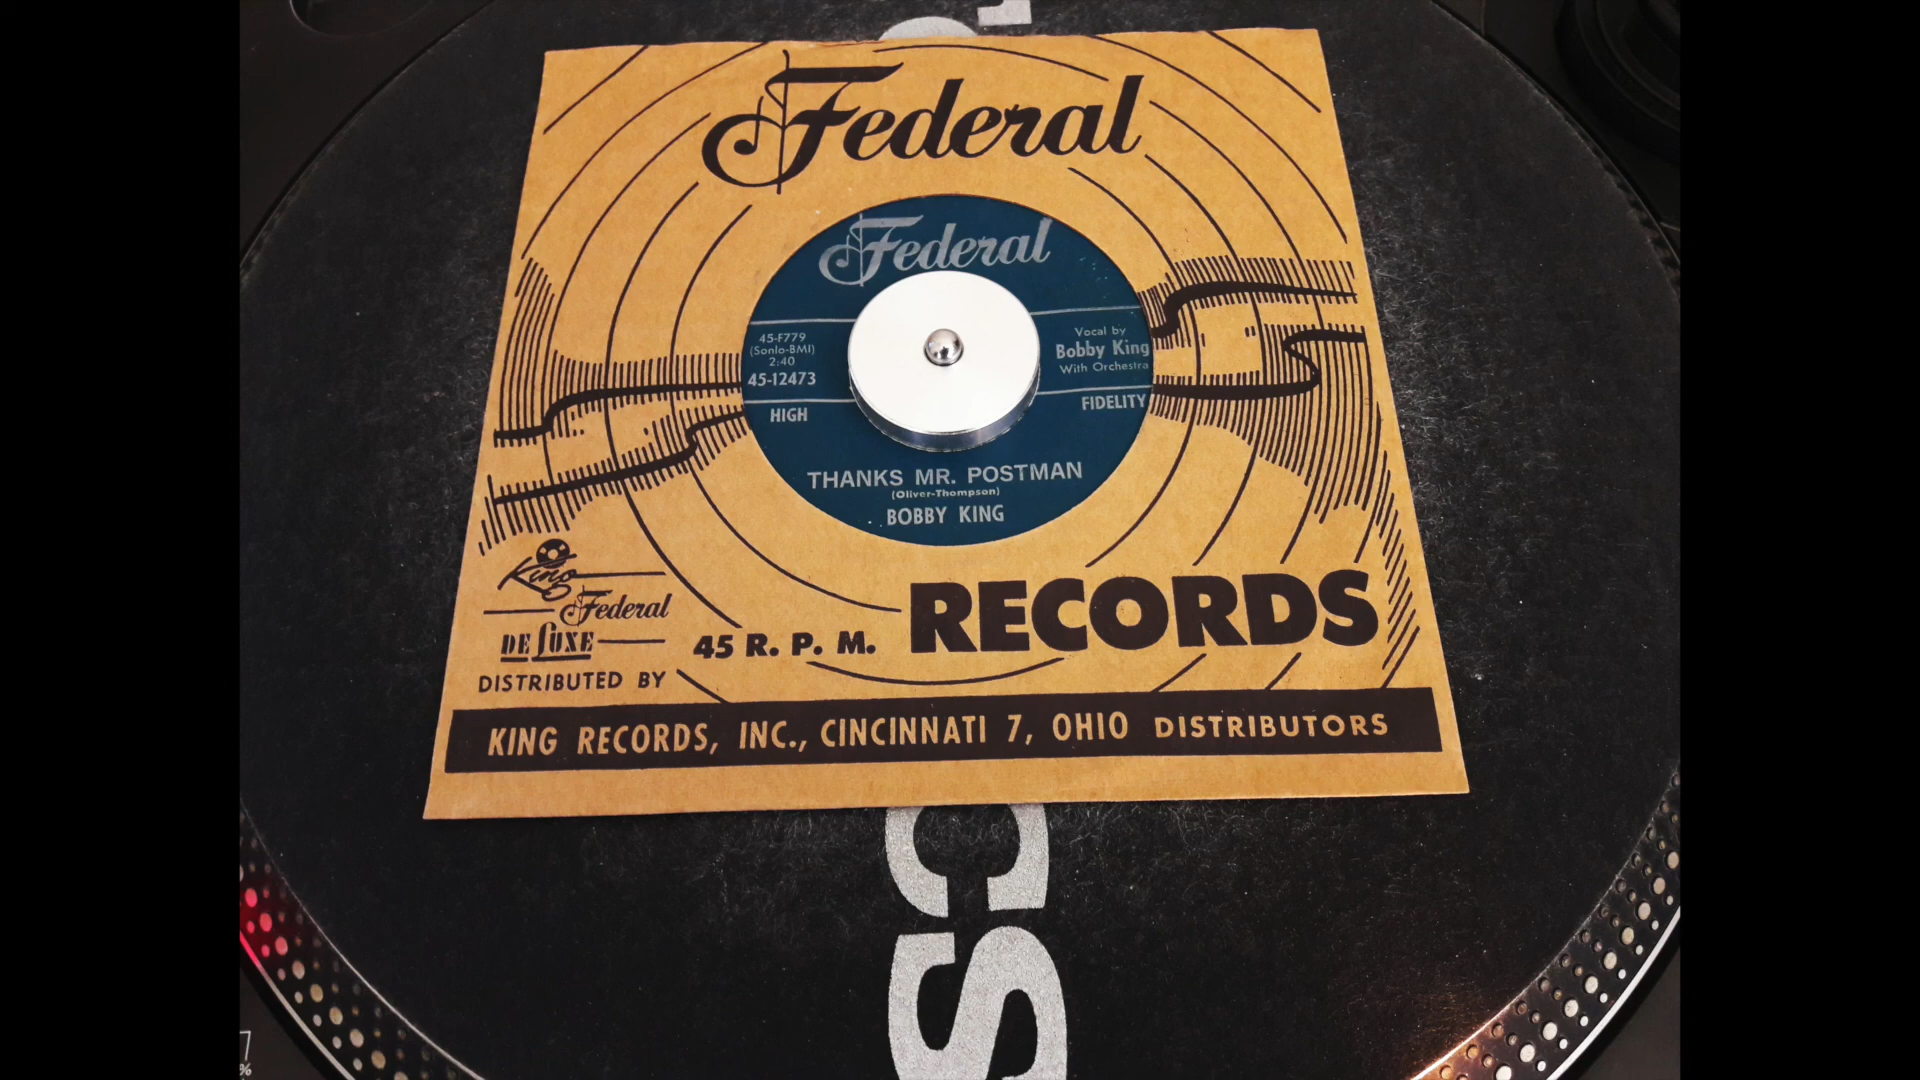 Federal
Federal
45-F779
(Sonlo-BMI)
2:40
45-12473
HIGH
Vocal by
Bobby King
With Orchestra
FIDELITY
THANKS MR. POSTMAN
(Oliver-Thompson)
BOBBY KING
King
Federal
DE LUXE
DISTRIBUTED BY
45 R. P. M.
RECORDS
KING RECORDS, INC., CINCINNATI 7, OHIO DISTRIBUTORS
CS
%